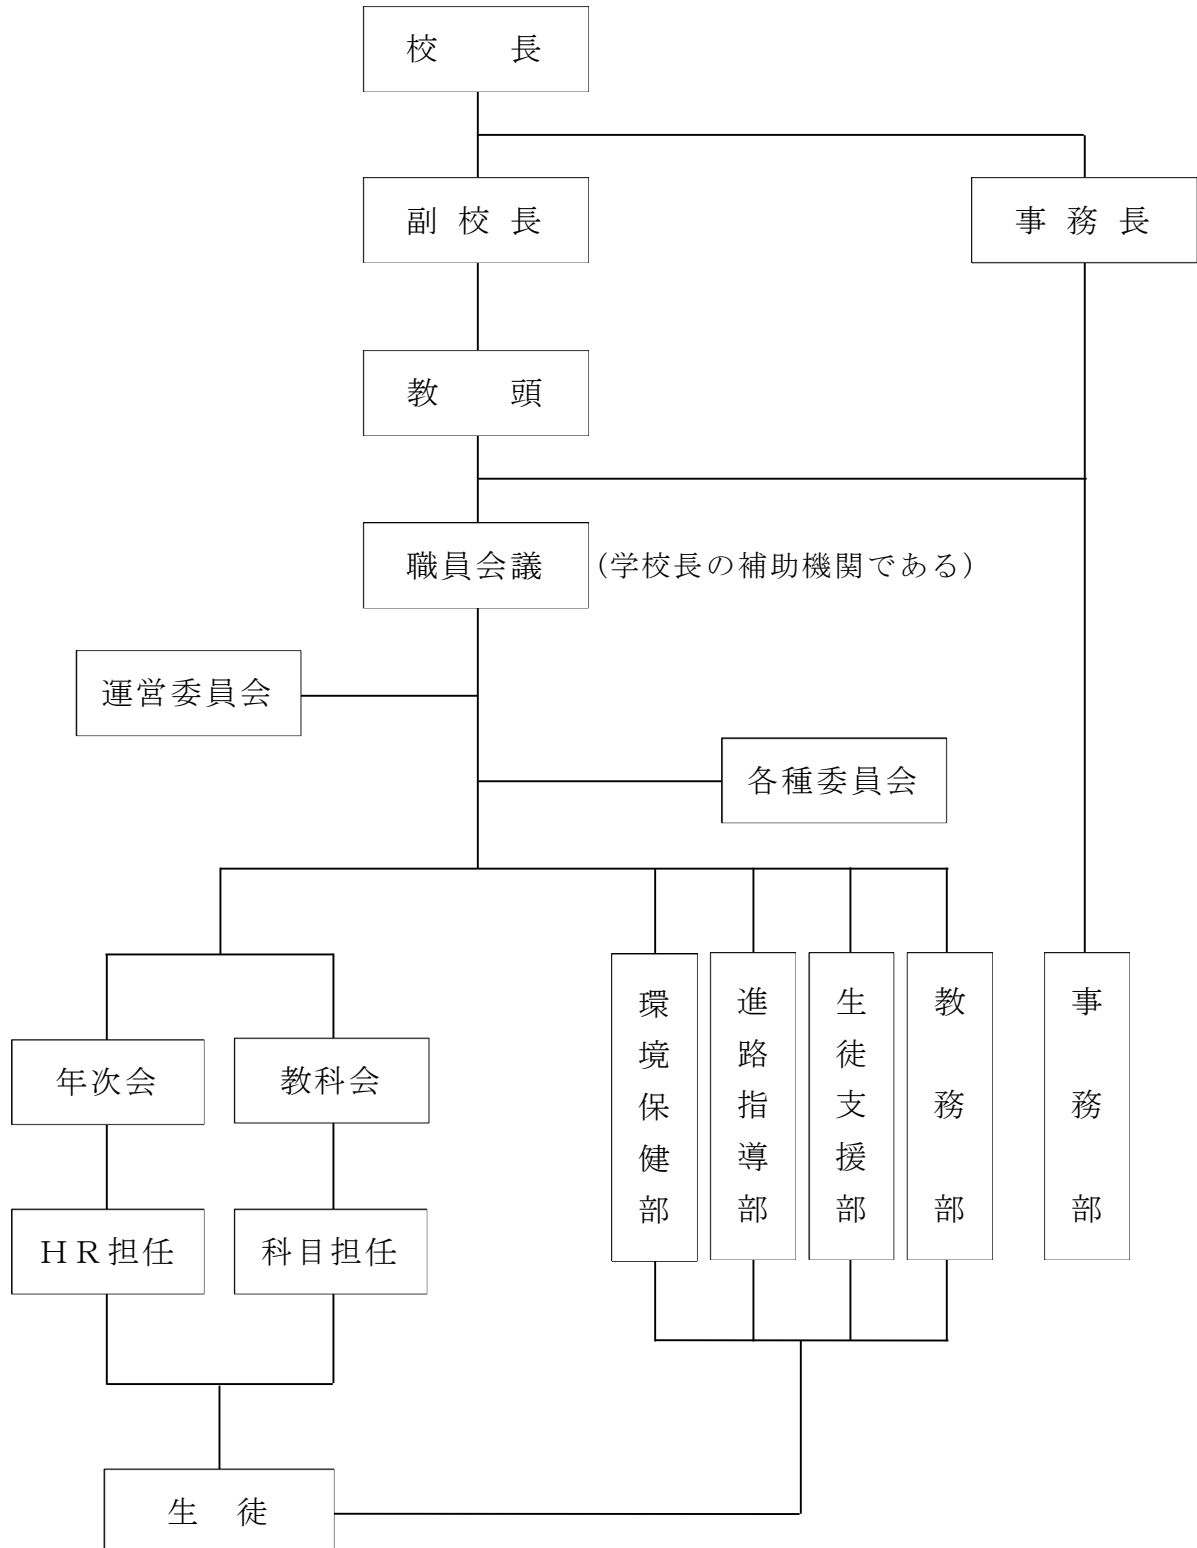 校長
副校長
事務長
教頭
職員会議
(学校長の補助機関である)
運営委員会
各種委員会
環境保健部
進路指導部
生徒支援部
教務部
事務部
年次会
教科会
HR担任
科目担任
生徒